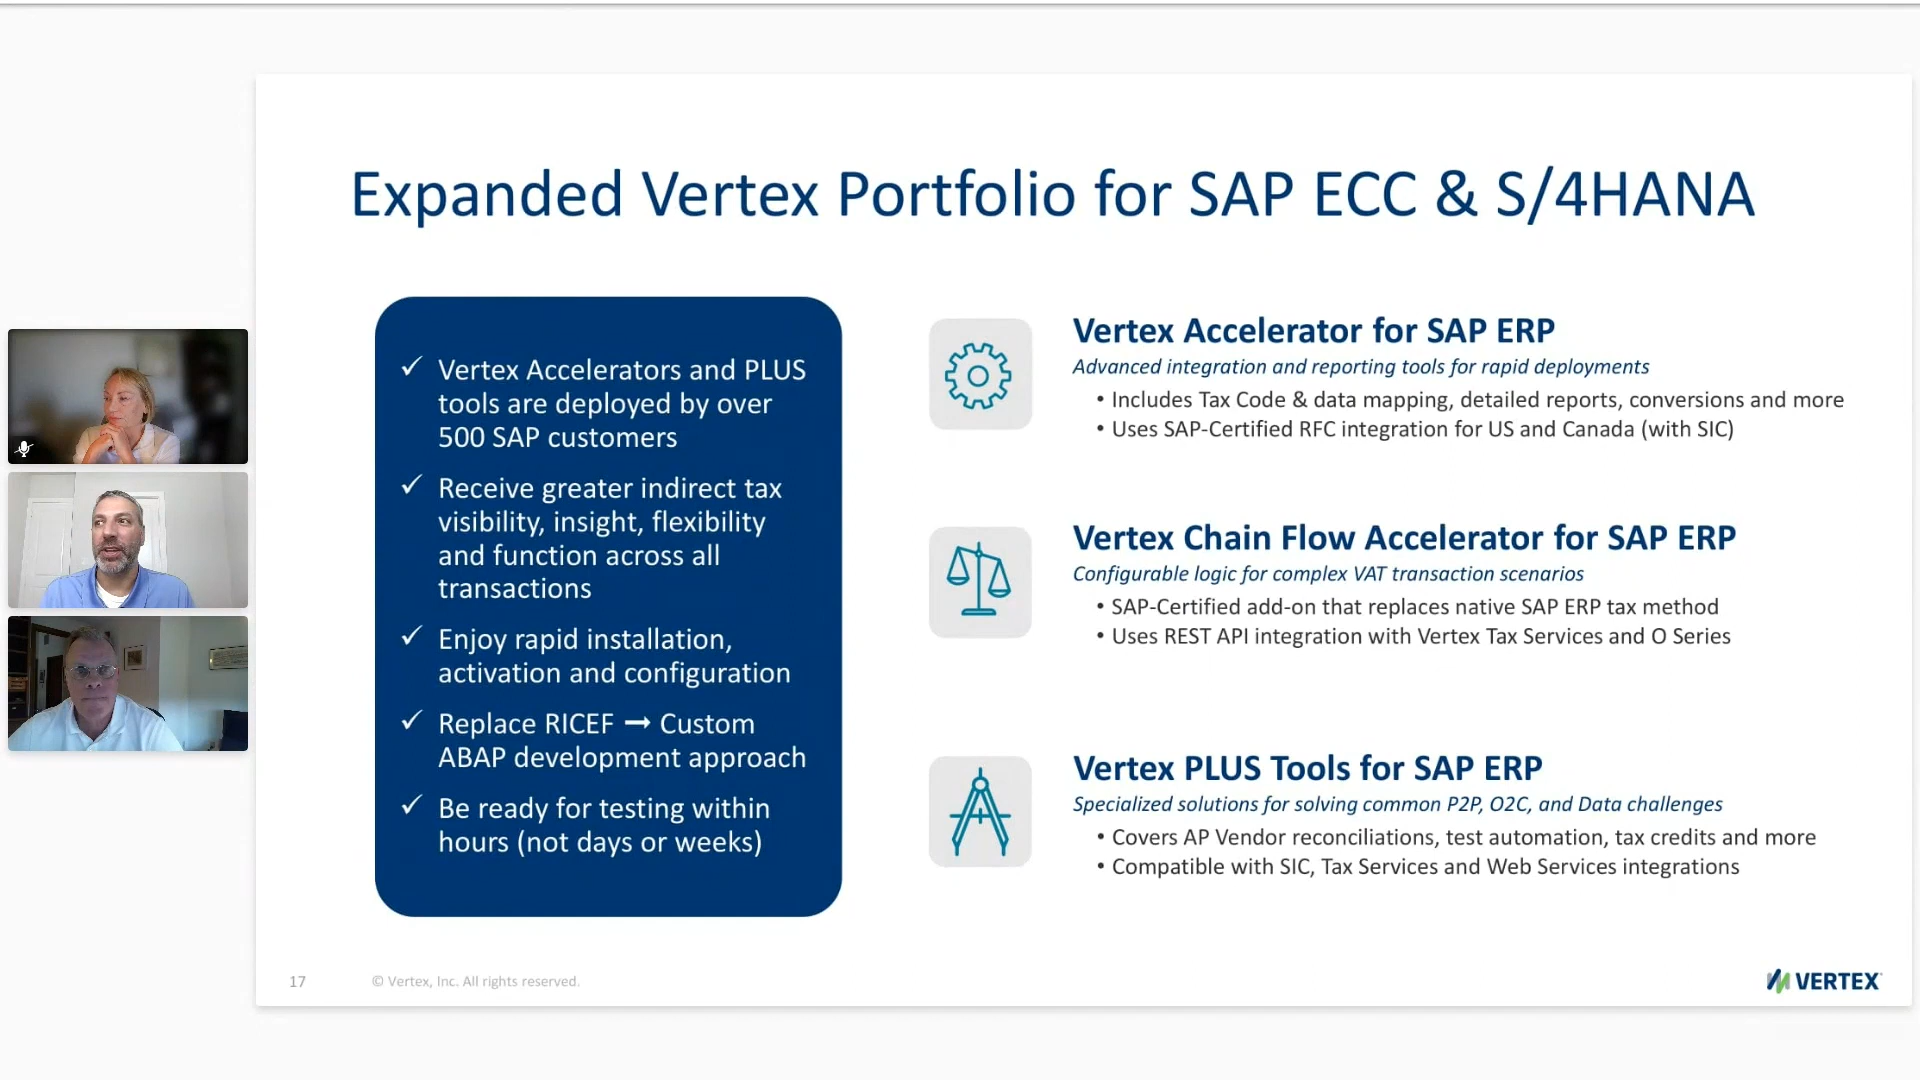 Expanded Vertex Portfolio for SAP ECC & S/4HANA
✓ Vertex Accelerators and PLUS
tools are deployed by over
500 SAP customers
✓ Receive greater indirect tax
visibility, insight, flexibility
and function across all
transactions
✓ Enjoy rapid installation,
activation and configuration
✓ Replace RICEF → Custom
ABAP development approach
✓ Be ready for testing within
hours (not days or weeks)
Vertex Accelerator for SAP ERP
Advanced integration and reporting tools for rapid deployments
• Includes Tax Code & data mapping, detailed reports, conversions and more
• Uses SAP-Certified RFC integration for US and Canada (with SIC)
Vertex Chain Flow Accelerator for SAP ERP
Configurable logic for complex VAT transaction scenarios
• SAP-Certified add-on that replaces native SAP ERP tax method
• Uses REST API integration with Vertex Tax Services and O Series
Vertex PLUS Tools for SAP ERP
Specialized solutions for solving common P2P, O2C, and Data challenges
• Covers AP Vendor reconciliations, test automation, tax credits and more
• Compatible with SIC, Tax Services and Web Services integrations
17
© Vertex, Inc. All rights reserved.
VERTEX